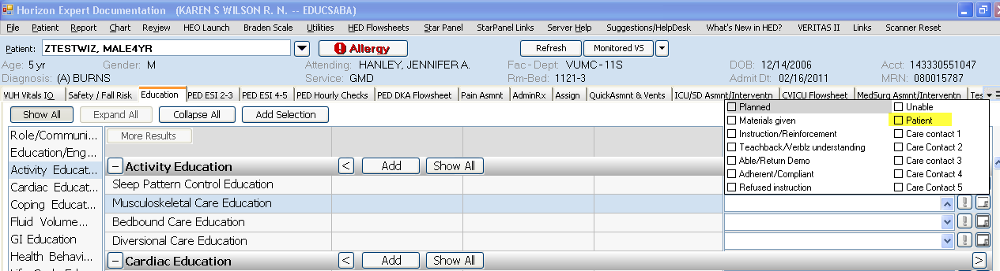 Horizon Expert Documentation (KAREN S WILSON R. N. -- EDUCSABA)
File Patient Report Chart Review HEO Launch Braden Scale Utilities HED Flowsheets Star Panel StarPanel Links Server Help Suggestions/HelpDesk What's New in HED? VERITAS II Links Scanner Reset
Patient: ZTESTWIZ, MALE4YR Allergy Refresh Monitored VS
Age: 5 yr Gender: M Attending: HANLEY, JENNIFER A. Fac-Dept: VUMC-11S DOB: 12/14/2006 Acct: 143330551047
Diagnosis: (A) BURNS Service: GMD Rm-Bed: 1121-3 Admit Dt: 02/16/2011 MRN: 080015787
VUH Vitals IO Safety / Fall Risk Education PED ESI 2-3 PED ESI 4-5 PED Hourly Checks PED DKA Flowsheet Pain Asmnt AdminRx Assign QuickAsmnt & Vents ICU/SD Asmnt/Interventn CVICU Flowsheet MedSurg Asmnt/Interventn Tes
Show All Expand All Collapse All Add Selection
Planned Unable
Materials given Patient
Instruction/Reinforcement Care contact 1
Teachback/Verblz understanding Care Contact 2
Able/Return Demo Care contact 3
Adherent/Compliant Care Contact 4
Refused instruction Care Contact 5
Role/Communi...
Education/Eng...
Activity Educat...
Cardiac Educat...
Coping Educat...
Fluid Volume...
GI Education
Health Behavi...
More Results
Activity Education < Add Show All
Sleep Pattern Control Education
Musculoskeletal Care Education
Bedbound Care Education
Diversional Care Education
Cardiac Education < Add Show All >